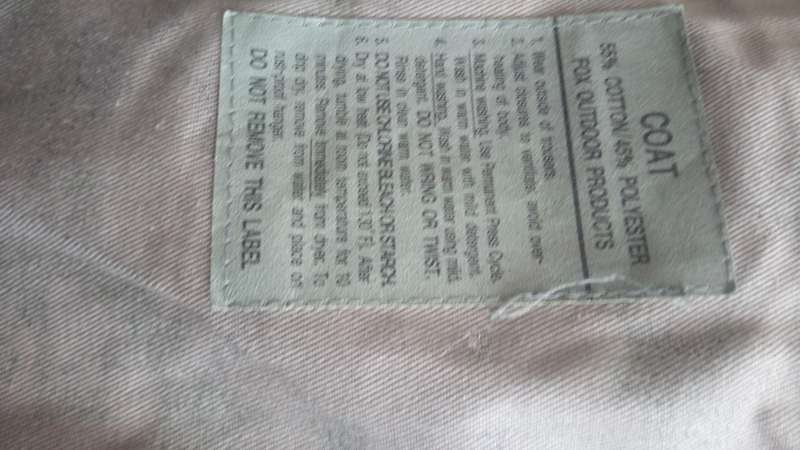 COAT
55% COTTON/45% POLYESTER
FOX OUTDOOR PRODUCTS
1. Wear outside of trousers.
2. Adjust closures to ventilate, avoid over-
heating of body.
3. Machine washing. Use Permanent Press Cycle.
Wash in warm water with mild detergent.
4. Hand washing. Wash in warm water using mild
detergent. DO NOT WRING OR TWIST.
Rinse in clear warm water.
5. DO NOT USE CHLORINE BLEACH OR STARCH.
6. Dry at low heat (Do not exceed 130°F). After
drying, tumble at room temperature for 10
minutes. Remove immediately from dryer. To
drip dry, remove from water and place on
rust-proof hanger.
DO NOT REMOVE THIS LABEL